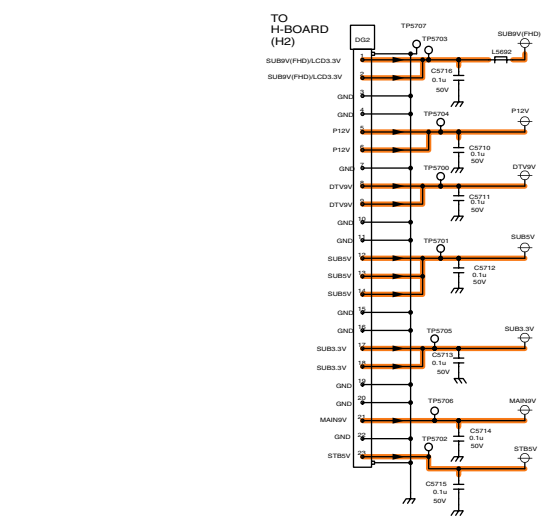 TO
H-BOARD
(H2)
DG2
TP5707
TP5703
SUB9V(FHD)
SUB9V(FHD)/LCD3.3V
1
L5692
SUB9V(FHD)/LCD3.3V
2
C5716
0.1u
50V
GND
3
GND
4
TP5704
P12V
P12V
5
P12V
6
C5710
0.1u
50V
GND
7
TP5700
DTV9V
DTV9V
8
DTV9V
9
C5711
0.1u
50V
GND
10
GND
11
TP5701
SUB5V
SUB5V
12
SUB5V
13
C5712
0.1u
50V
SUB5V
14
GND
15
GND
16
TP5705
SUB3.3V
SUB3.3V
17
SUB3.3V
18
C5713
0.1u
50V
GND
19
GND
20
TP5706
MAIN9V
MAIN9V
21
GND
22
C5714
0.1u
50V
TP5702
STB5V
STB5V
23
C5715
0.1u
50V